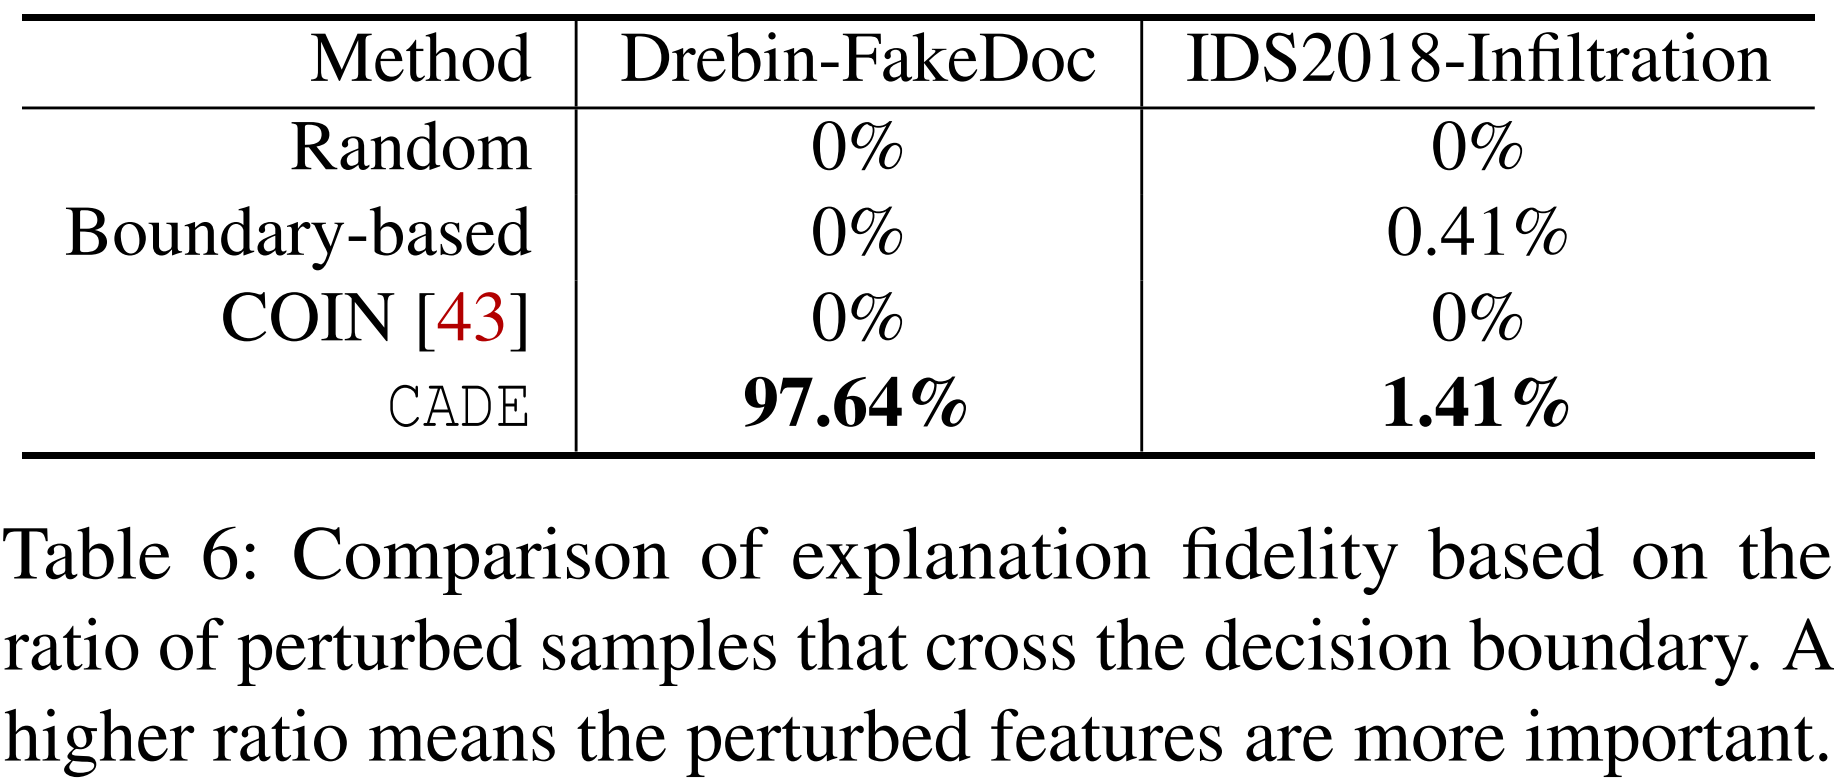 Method Drebin-FakeDoc IDS2018-Infiltration
Random 0% 0%
Boundary-based 0% 0.41%
COIN [43] 0% 0%
CADE 97.64% 1.41%
Table 6: Comparison of explanation fidelity based on the
ratio of perturbed samples that cross the decision boundary. A
higher ratio means the perturbed features are more important.